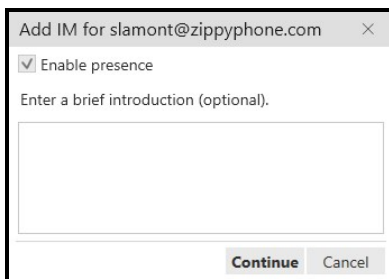 Add IM for slamont@zippyphone.com
Enable presence
Enter a brief introduction (optional).
Continue Cancel